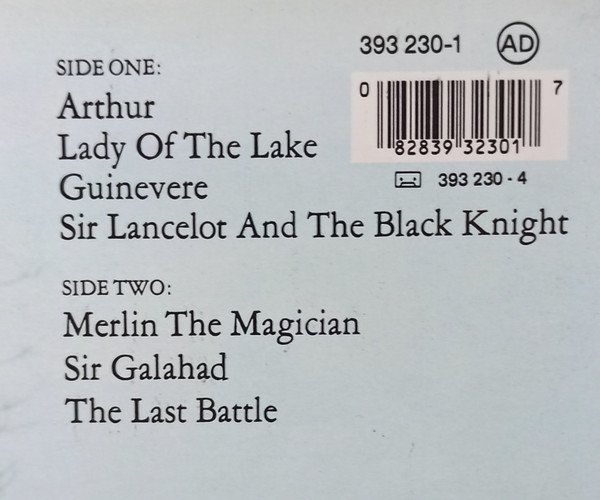 393 230-1 AD
0 7
82839 32301
393 230 - 4
SIDE ONE:
Arthur
Lady Of The Lake
Guinevere
Sir Lancelot And The Black Knight
SIDE TWO:
Merlin The Magician
Sir Galahad
The Last Battle